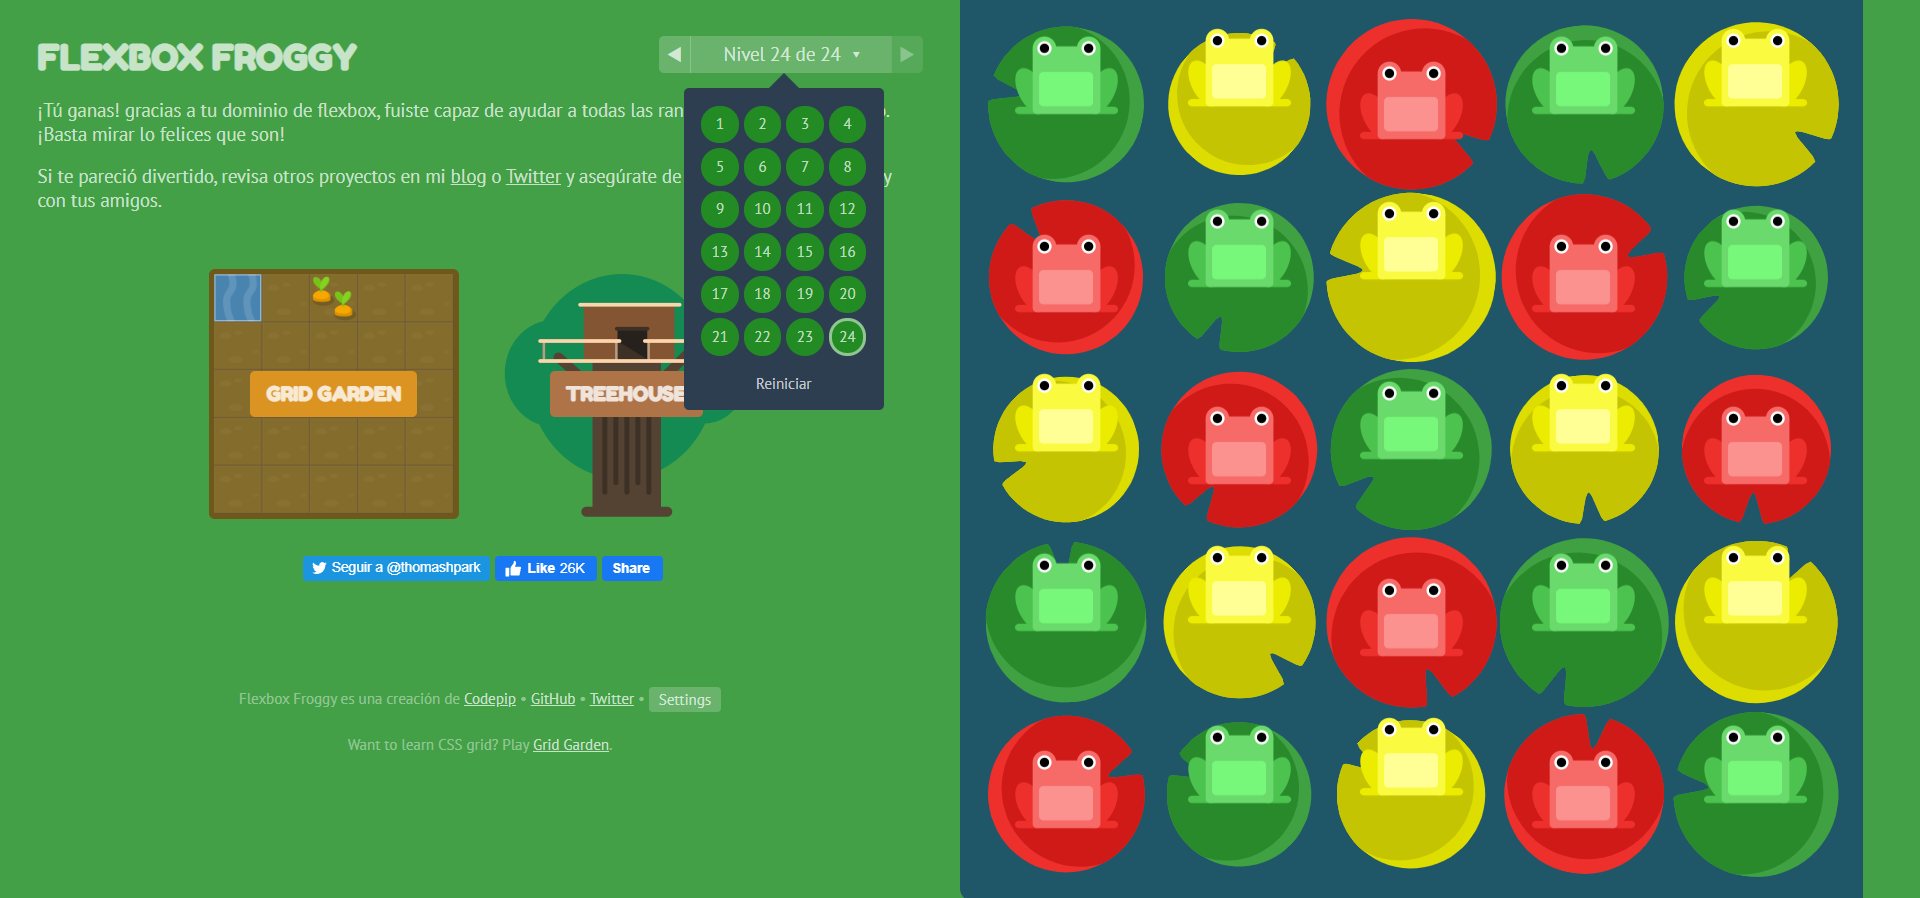 FLEXBOX FROGGY
Nivel 24 de 24
¡Tú ganas! gracias a tu dominio de flexbox, fuiste capaz de ayudar a todas las ran
¡Basta mirar lo felices que son!
Si te pareció divertido, revisa otros proyectos en mi blog o Twitter y asegúrate de y
con tus amigos.
1 2 3 4
5 6 7 8
9 10 11 12
13 14 15 16
17 18 19 20
21 22 23 24
Reiniciar
GRID GARDEN
TREEHOUSE
Seguir a @thomashpark
Like 26K
Share
Flexbox Froggy es una creación de Codepip • GitHub • Twitter • Settings
Want to learn CSS grid? Play Grid Garden.